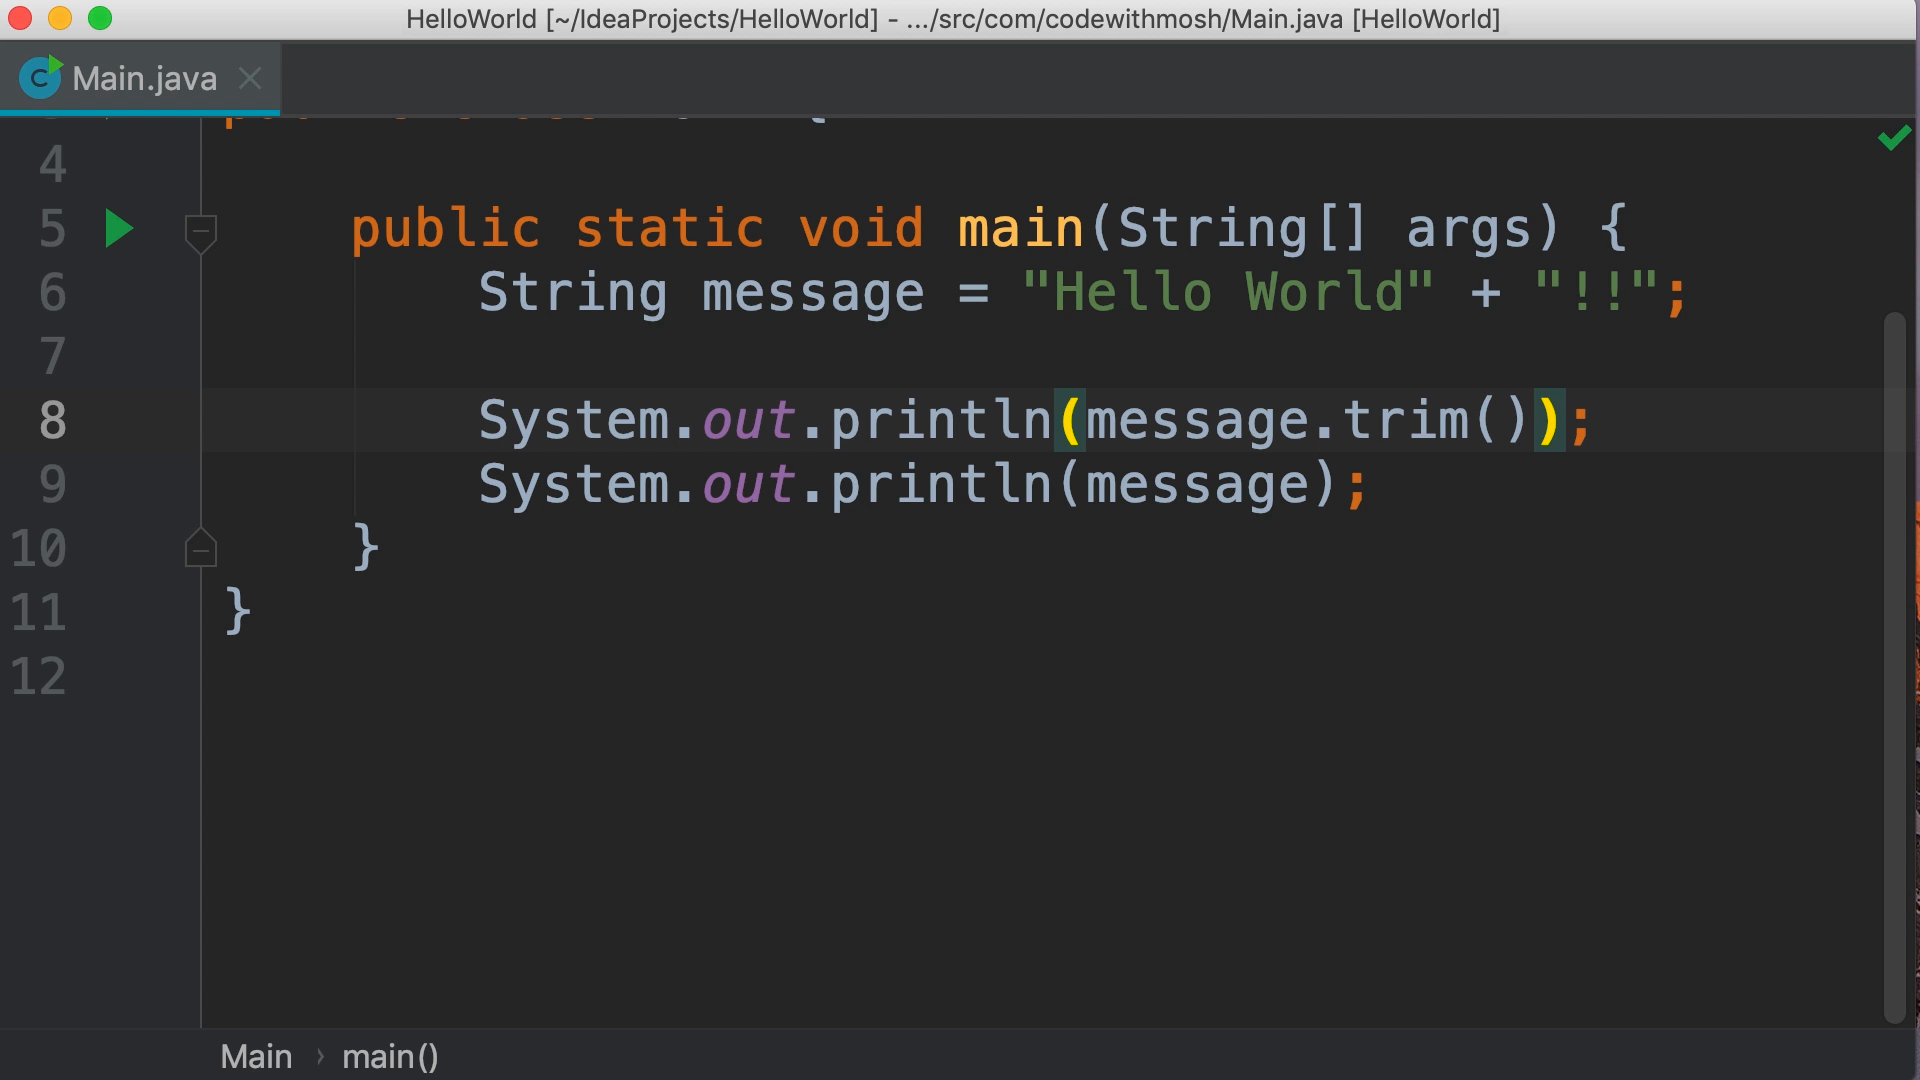 HelloWorld [~/IdeaProjects/HelloWorld] - .../src/com/codewithmosh/Main.java [HelloWorld]
Main.java
4
5 public static void main(String[] args) {
6 String message = "Hello World" + "!!";
7
8 System.out.println(message.trim());
9 System.out.println(message);
10 }
11 }
12
Main › main()